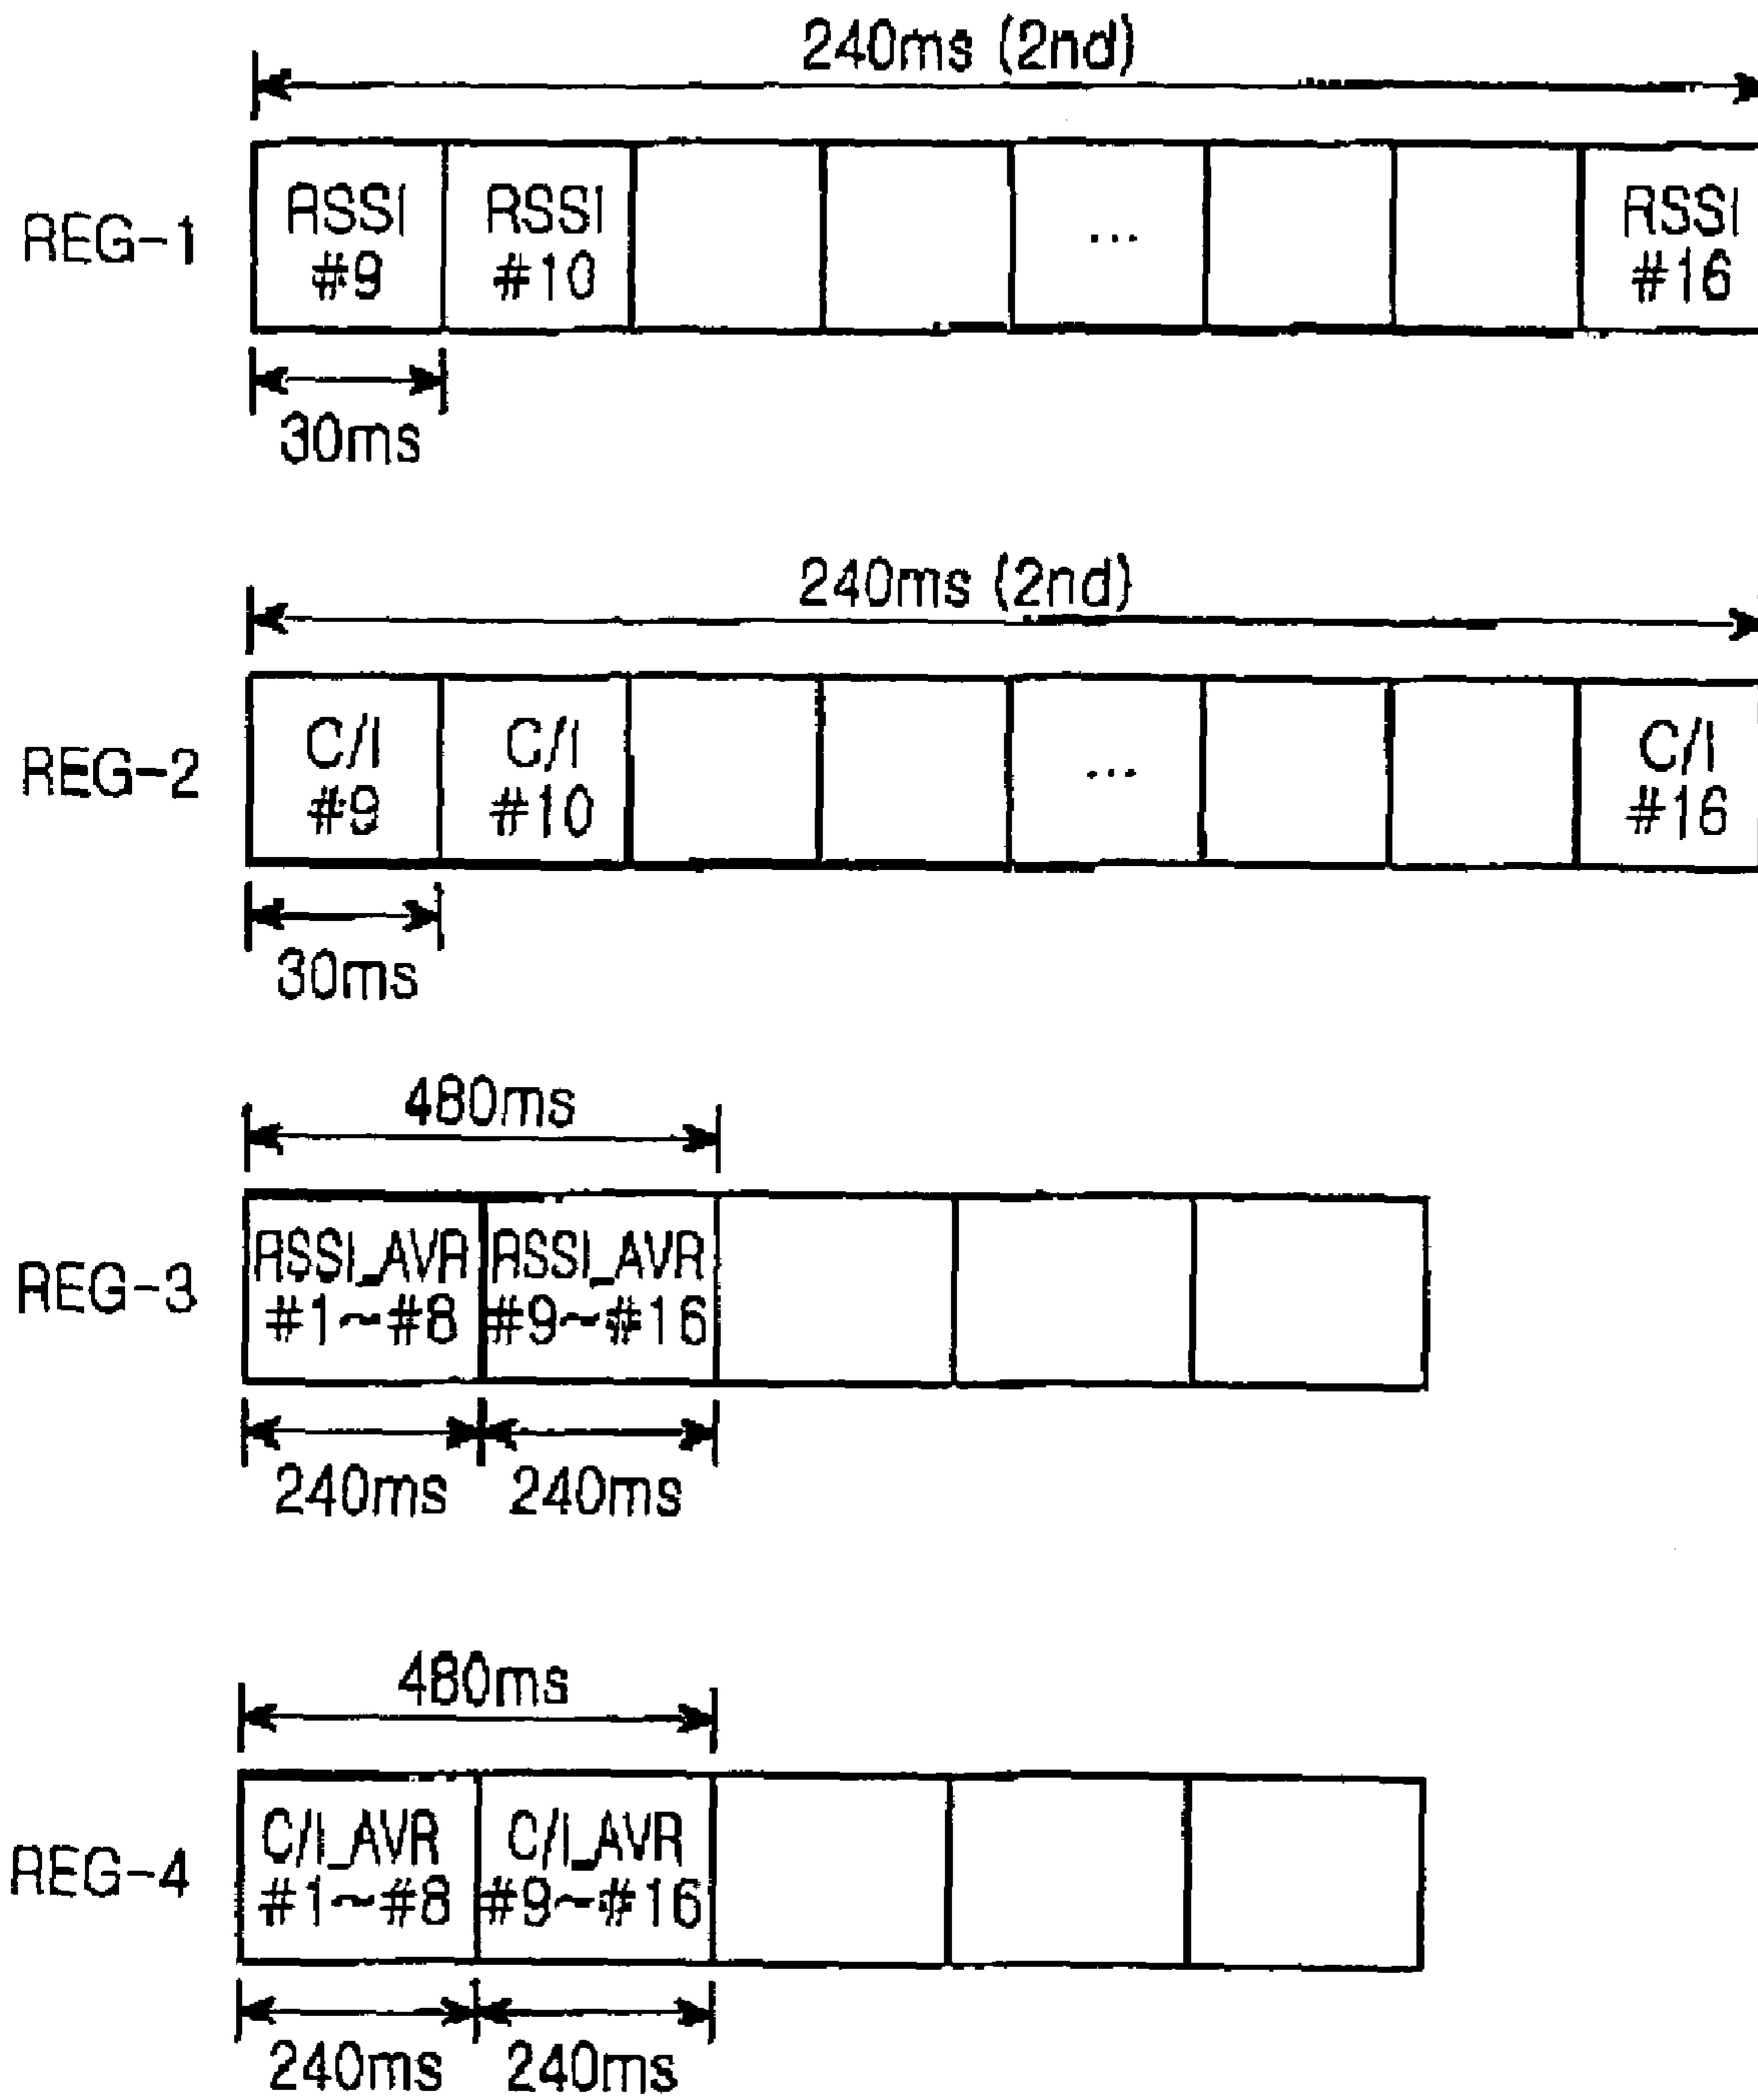 240ms (2nd)
REG-1
RSSI
#9
RSSI
#10
...
RSSI
#16
30ms
240ms (2nd)
REG-2
C/I
#9
C/I
#10
...
C/I
#16
30ms
480ms
REG-3
RSSI_AVR
#1~#8
RSSI_AVR
#9~#16
240ms
240ms
480ms
REG-4
C/I_AVR
#1~#8
C/I_AVR
#9~#16
240ms
240ms